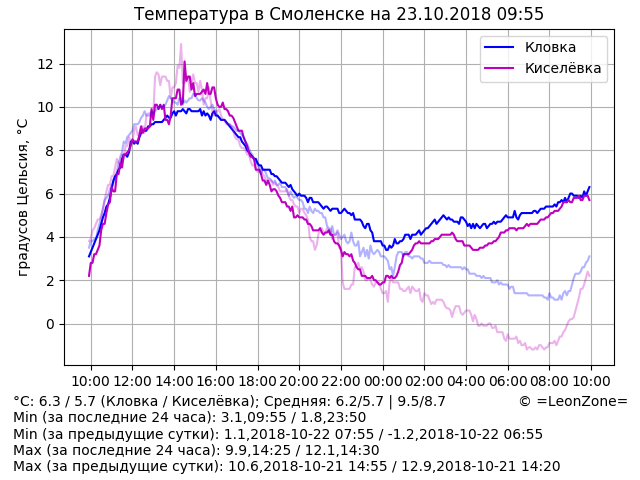 Температура в Смоленске на 23.10.2018 09:55
Кловка
Киселёвка
градусов Цельсия, °C
12
10
8
6
4
2
0
10:00 12:00 14:00 16:00 18:00 20:00 22:00 00:00 02:00 04:00 06:00 08:00 10:00
°C: 6.3 / 5.7 (Кловка / Киселёвка); Средняя: 6.2/5.7 | 9.5/8.7 © =LeonZone=
Min (за последние 24 часа): 3.1,09:55 / 1.8,23:50
Min (за предыдущие сутки): 1.1,2018-10-22 07:55 / -1.2,2018-10-22 06:55
Max (за последние 24 часа): 9.9,14:25 / 12.1,14:30
Max (за предыдущие сутки): 10.6,2018-10-21 14:55 / 12.9,2018-10-21 14:20